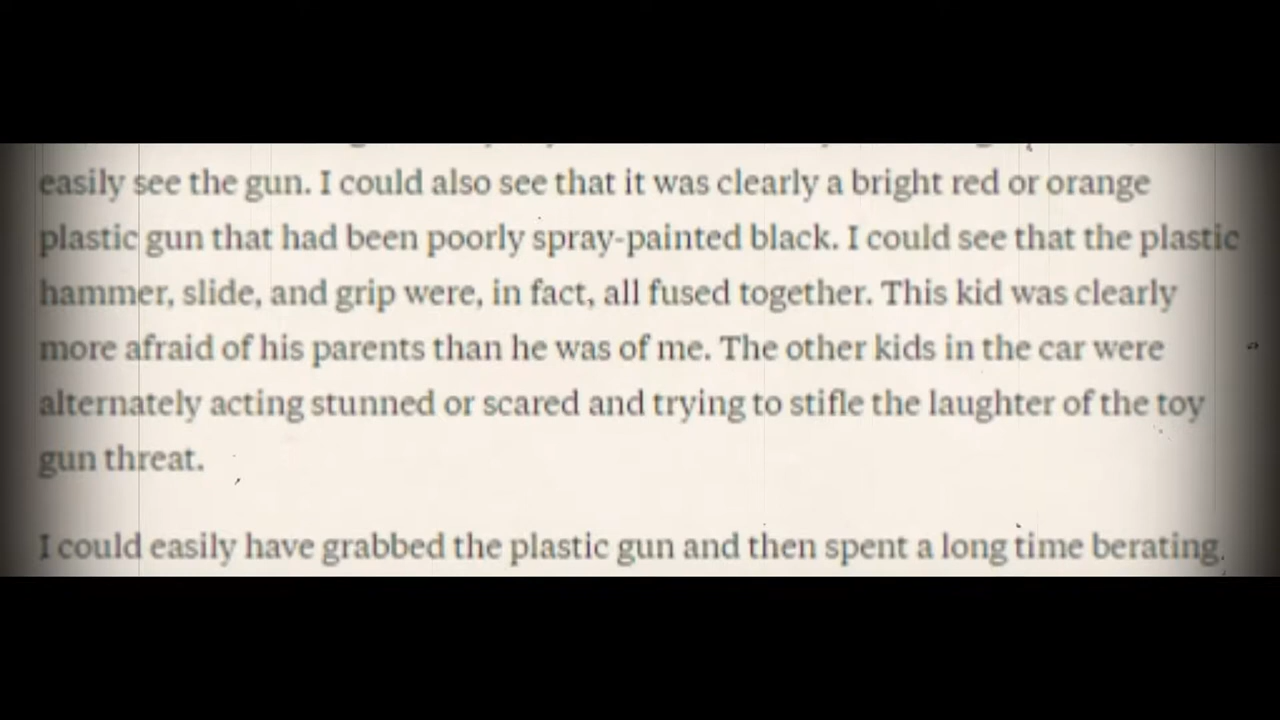 easily see the gun. I could also see that it was clearly a bright red or orange
plastic gun that had been poorly spray-painted black. I could see that the plastic
hammer, slide, and grip were, in fact, all fused together. This kid was clearly
more afraid of his parents than he was of me. The other kids in the car were
alternately acting stunned or scared and trying to stifle the laughter of the toy
gun threat.
I could easily have grabbed the plastic gun and then spent a long time berating